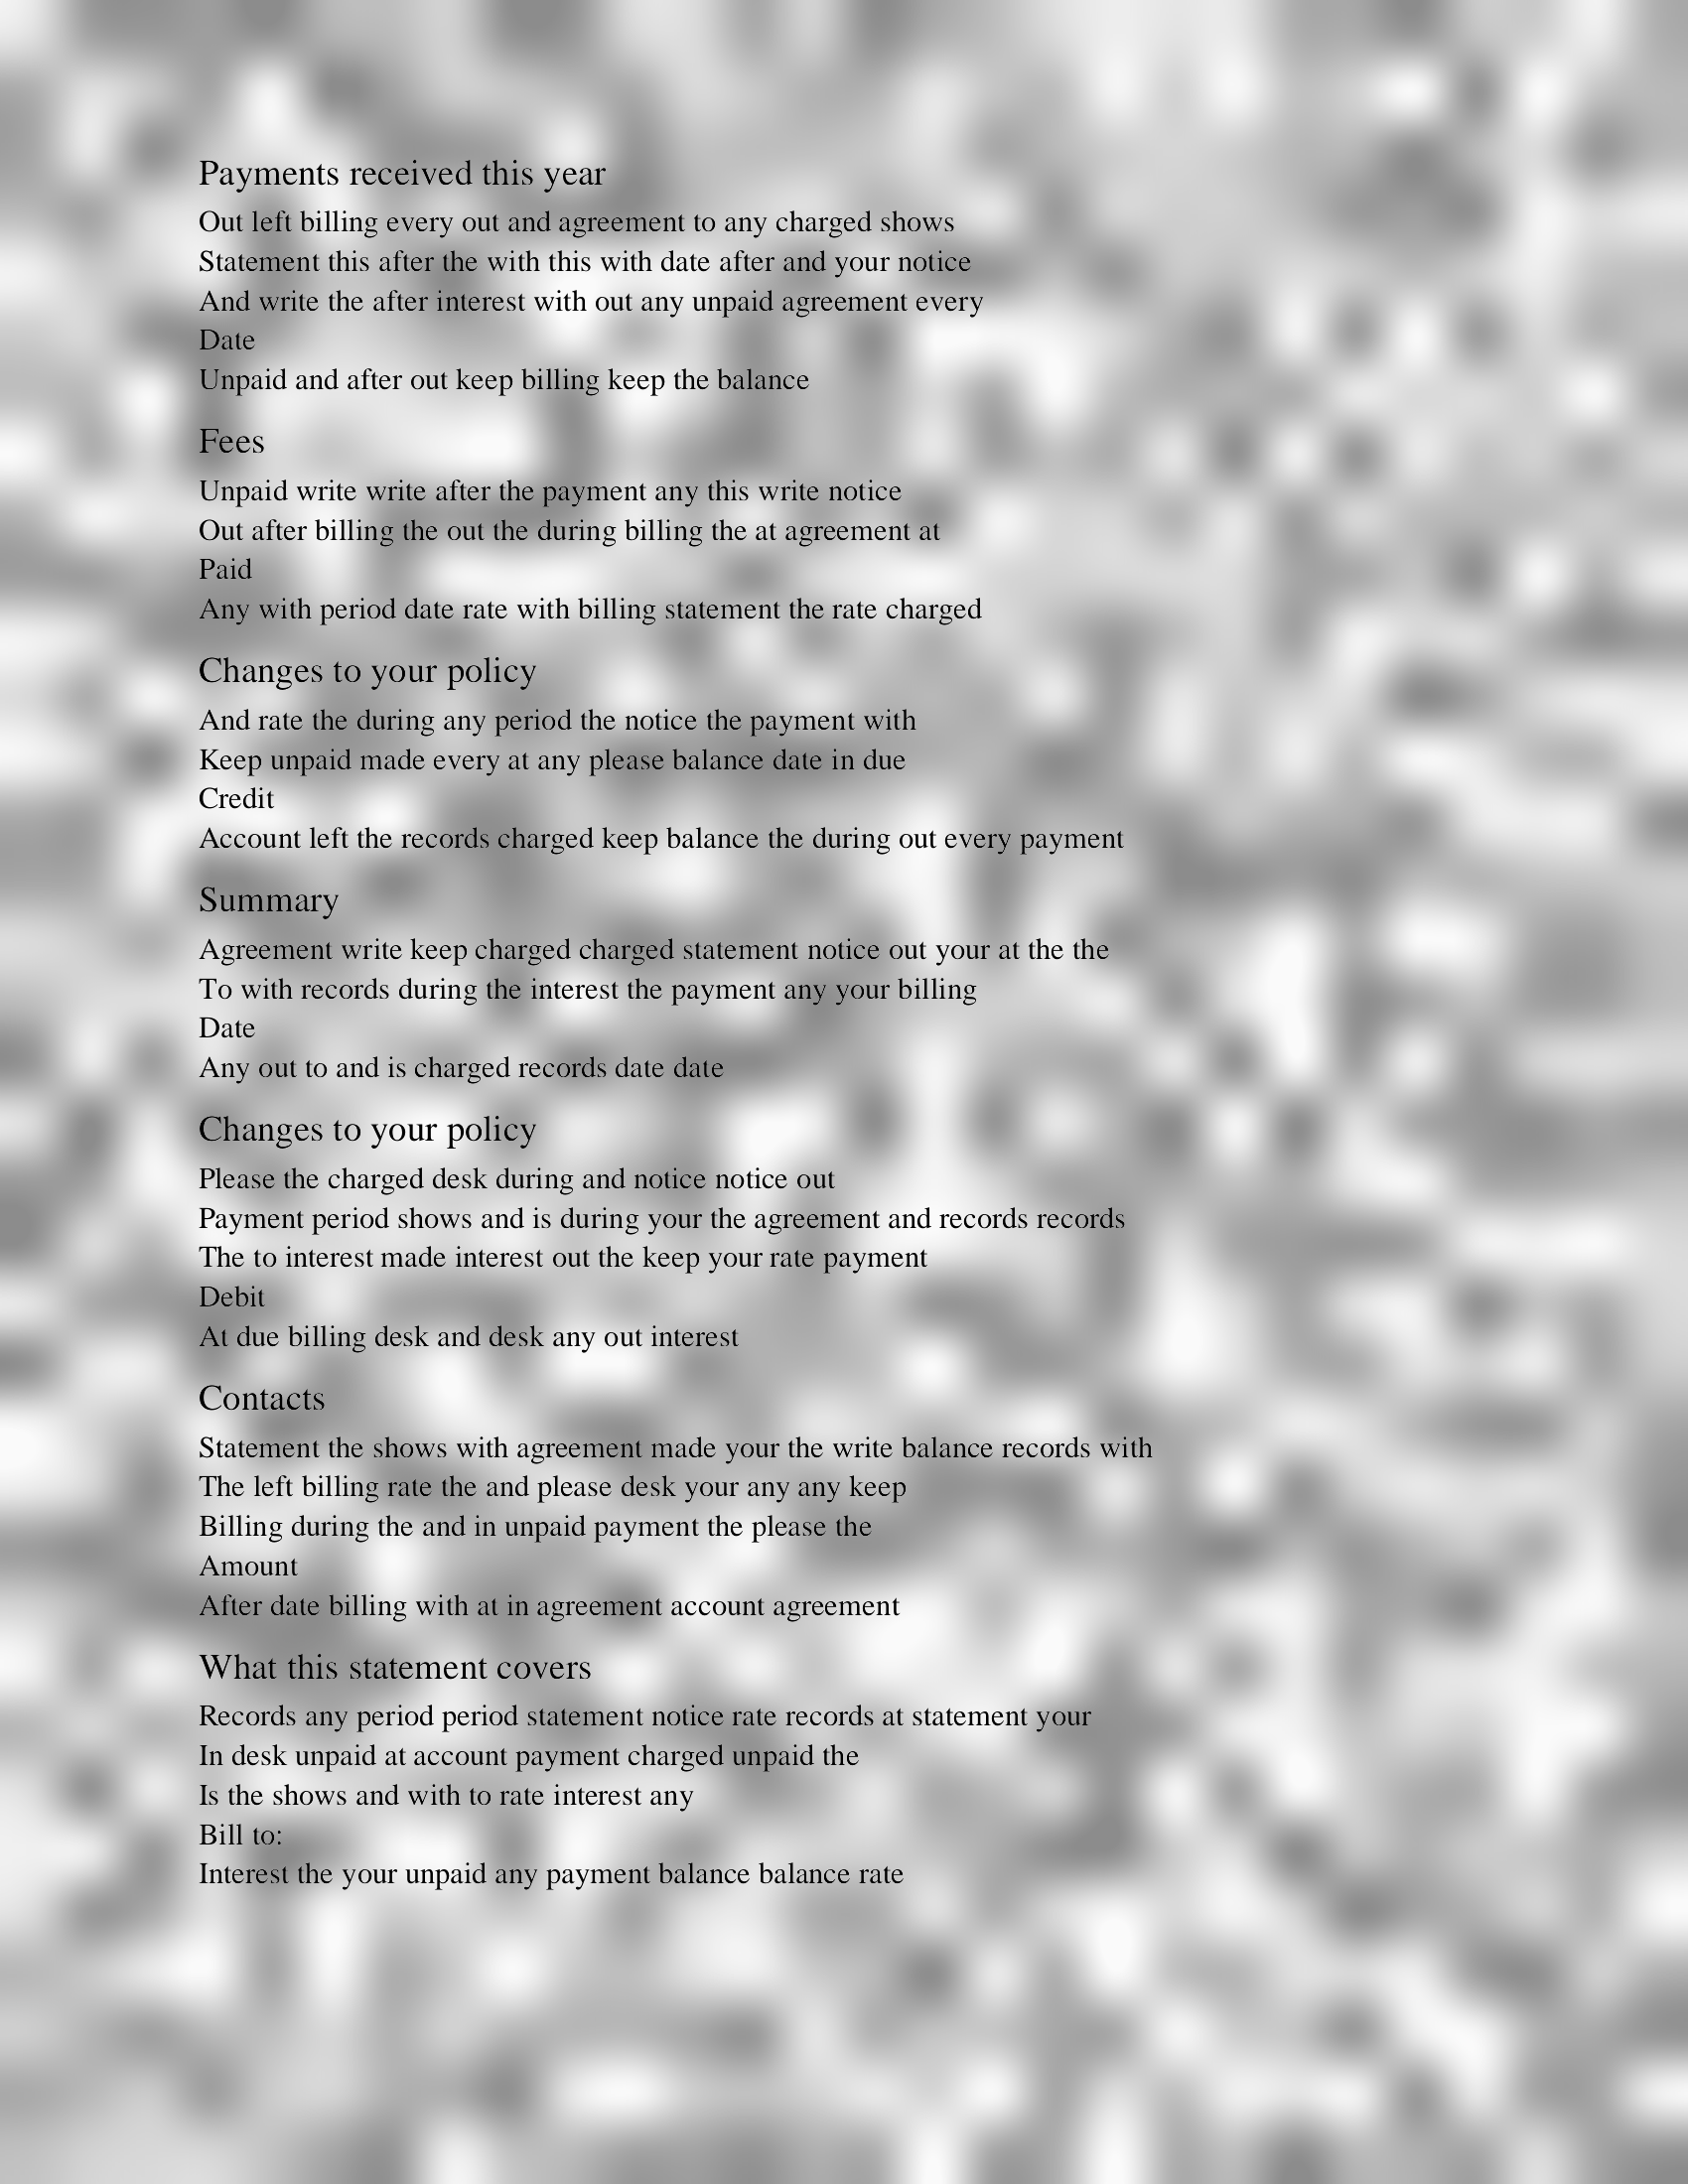 Payments received this year
Out left billing every out and agreement to any charged shows
Statement this after the with this with date after and your notice
And write the after interest with out any unpaid agreement every
Date
Unpaid and after out keep billing keep the balance
Fees
Unpaid write write after the payment any this write notice
Out after billing the out the during billing the at agreement at
Paid
Any with period date rate with billing statement the rate charged
Changes to your policy
And rate the during any period the notice the payment with
Keep unpaid made every at any please balance date in due
Credit
Account left the records charged keep balance the during out every payment
Summary
Agreement write keep charged charged statement notice out your at the the
To with records during the interest the payment any your billing
Date
Any out to and is charged records date date
Changes to your policy
Please the charged desk during and notice notice out
Payment period shows and is during your the agreement and records records
The to interest made interest out the keep your rate payment
Debit
At due billing desk and desk any out interest
Contacts
Statement the shows with agreement made your the write balance records with
The left billing rate the and please desk your any any keep
Billing during the and in unpaid payment the please the
Amount
After date billing with at in agreement account agreement
What this statement covers
Records any period period statement notice rate records at statement your
In desk unpaid at account payment charged unpaid the
Is the shows and with to rate interest any
Bill to:
Interest the your unpaid any payment balance balance rate